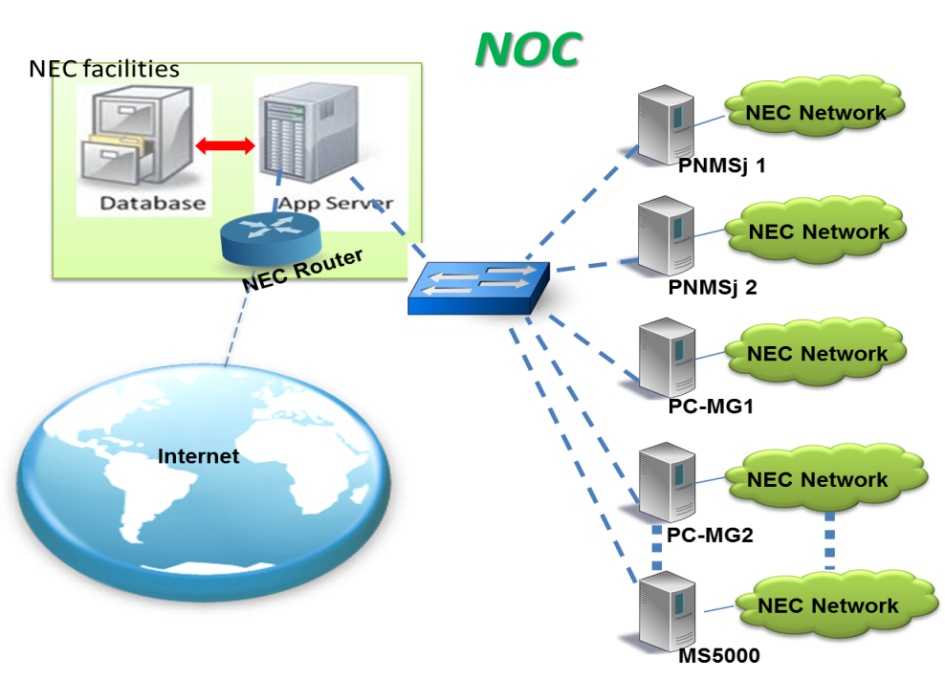 NOC
NEC facilities
Database
App Server
NEC Router
Internet
NEC Network
PNMSj 1
NEC Network
PNMSj 2
NEC Network
PC-MG1
NEC Network
PC-MG2
NEC Network
MS5000